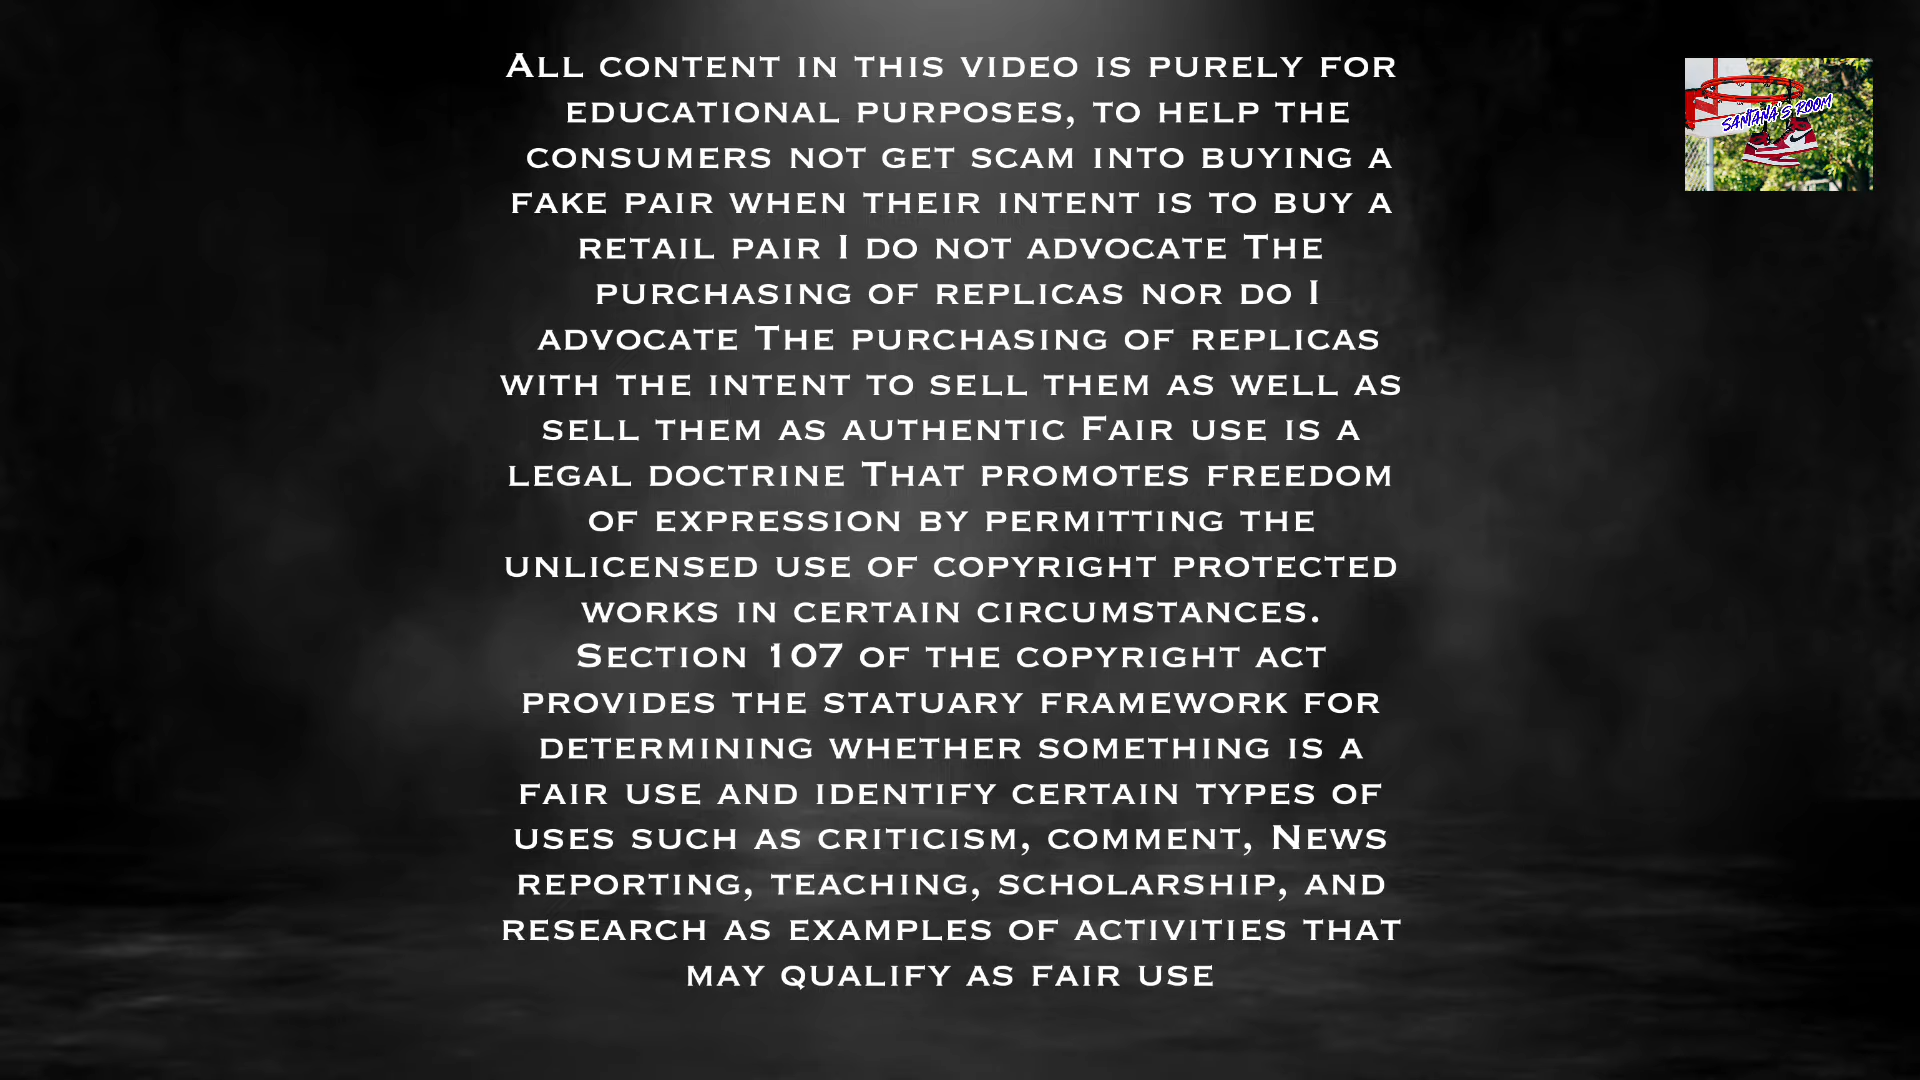 All content in this video is purely for
educational purposes, to help the
consumers not get scam into buying a
fake pair when their intent is to buy a
retail pair I do not advocate The
purchasing of replicas nor do I
advocate The purchasing of replicas
with the intent to sell them as well as
sell them as authentic Fair use is a
legal doctrine That promotes freedom
of expression by permitting the
unlicensed use of copyright protected
works in certain circumstances.
Section 107 of the copyright act
provides the statuary framework for
determining whether something is a
fair use and identify certain types of
uses such as criticism, comment, News
reporting, teaching, scholarship, and
research as examples of activities that
may qualify as fair use
SANTANA'S ROOM